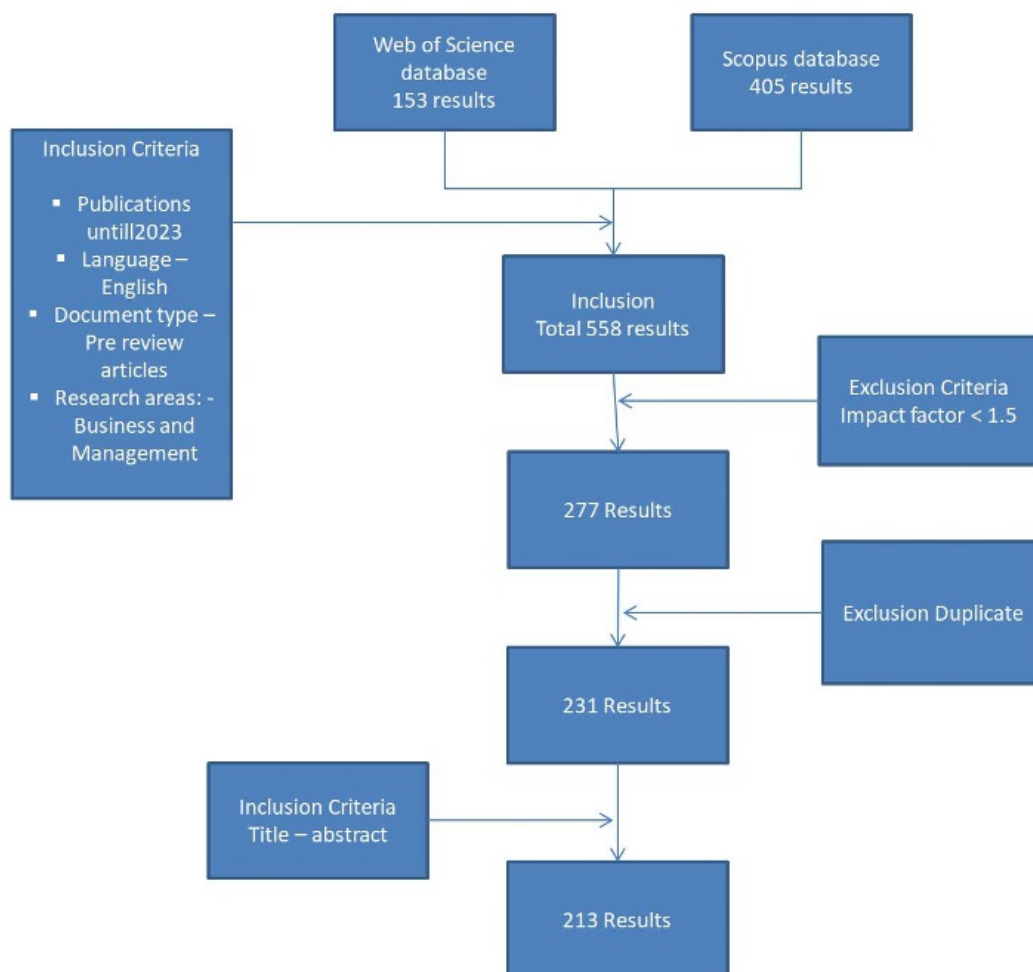 Web of Science
database
153 results
Scopus database
405 results
Inclusion Criteria
▪ Publications
untill2023
▪ Language –
English
▪ Document type –
Pre review
articles
▪ Research areas: -
Business and
Management
Inclusion
Total 558 results
Exclusion Criteria
Impact factor < 1.5
277 Results
Exclusion Duplicate
231 Results
Inclusion Criteria
Title – abstract
213 Results